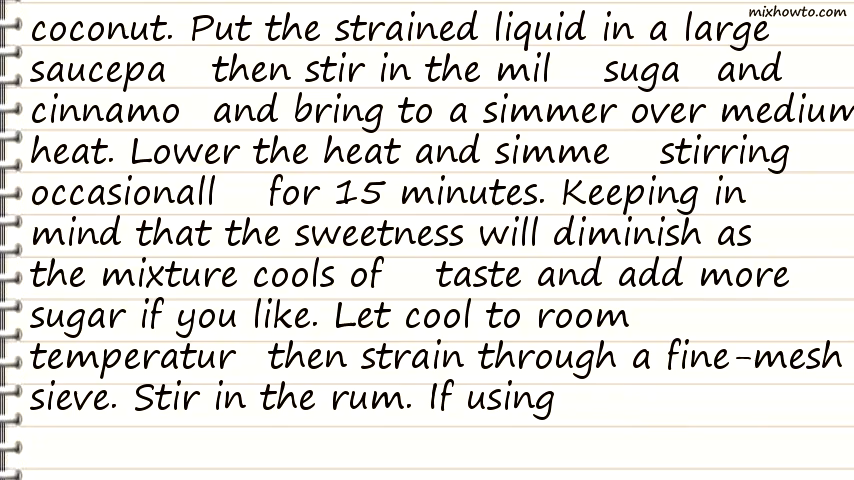 mixhowto.com
coconut. Put the strained liquid in a large
saucepa then stir in the mil suga and
cinnamo and bring to a simmer over medium
heat. Lower the heat and simme stirring
occasionall for 15 minutes. Keeping in
mind that the sweetness will diminish as
the mixture cools of taste and add more
sugar if you like. Let cool to room
temperatur then strain through a fine-mesh
sieve. Stir in the rum. If using